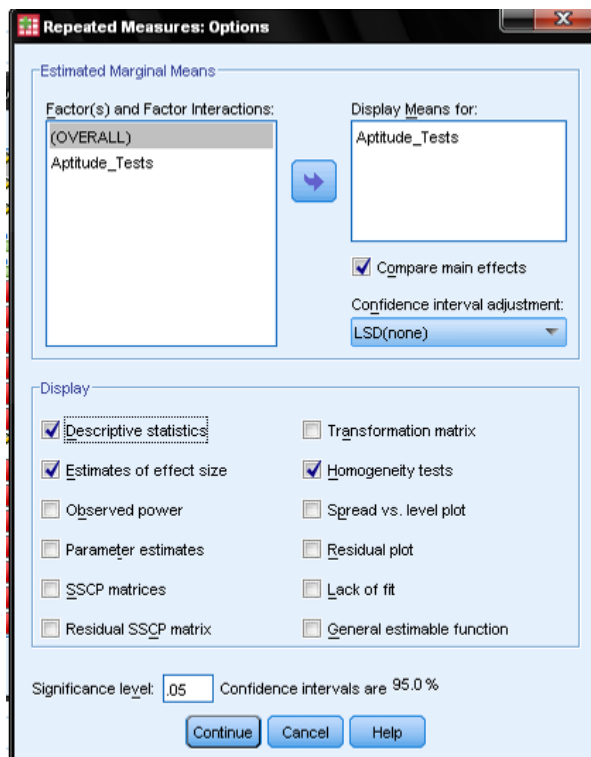 Repeated Measures: Options
Estimated Marginal Means
Factor(s) and Factor Interactions:
(OVERALL)
Aptitude_Tests
Display Means for:
Aptitude_Tests
Compare main effects
Confidence interval adjustment:
LSD(none)
Display
Descriptive statistics
Transformation matrix
Estimates of effect size
Homogeneity tests
Observed power
Spread vs. level plot
Parameter estimates
Residual plot
SSCP matrices
Lack of fit
Residual SSCP matrix
General estimable function
Significance level: .05 Confidence intervals are 95.0 %
Continue Cancel Help